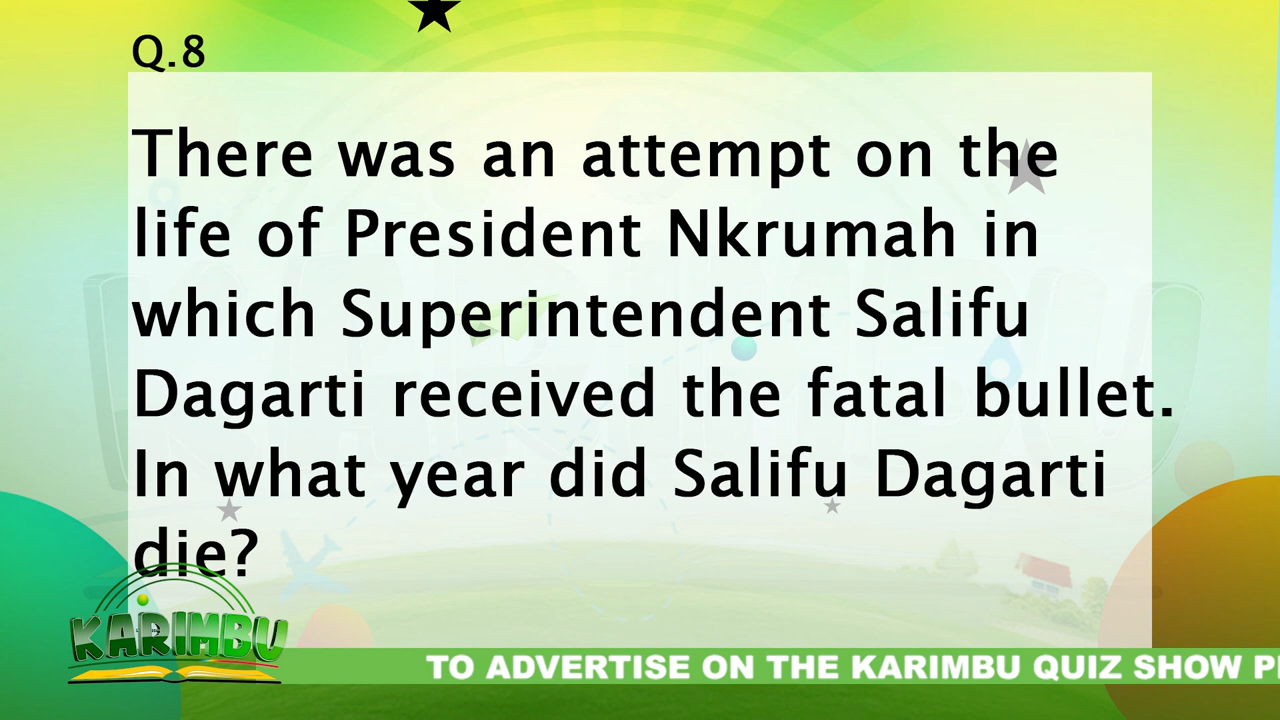 Q.8
There was an attempt on the
life of President Nkrumah in
which Superintendent Salifu
Dagarti received the fatal bullet.
In what year did Salifu Dagarti
die?
KARIMBU
TO ADVERTISE ON THE KARIMBU QUIZ SHOW